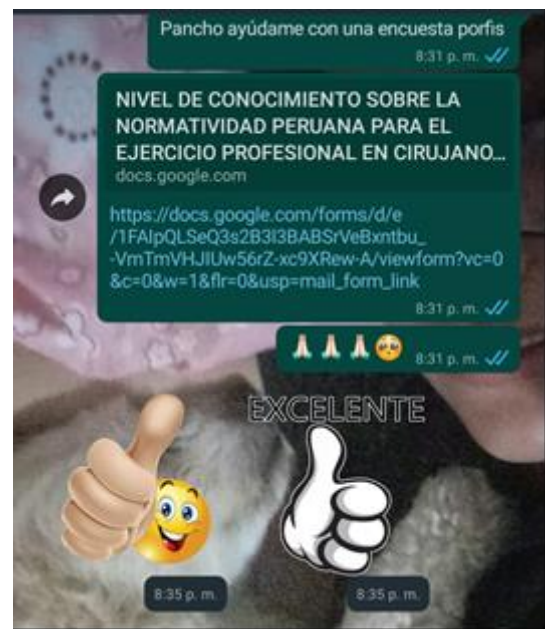 Pancho ayúdame con una encuesta porfis
8:31 p. m.
NIVEL DE CONOCIMIENTO SOBRE LA
NORMATIVIDAD PERUANA PARA EL
EJERCICIO PROFESIONAL EN CIRUJANO...
docs.google.com
https://docs.google.com/forms/d/e
/1FAIpQLSeQ3s2B3l3BABSrVeBxntbu_
-VmTmVHJlUw56rZ-xc9XRew-A/viewform?vc=0
&c=0&w=1&flr=0&usp=mail_form_link
8:31 p. m.
🙏🏻🙏🏻🙏🏻🥺 8:31 p. m.
EXCELENTE
8:35 p. m. 8:35 p. m.